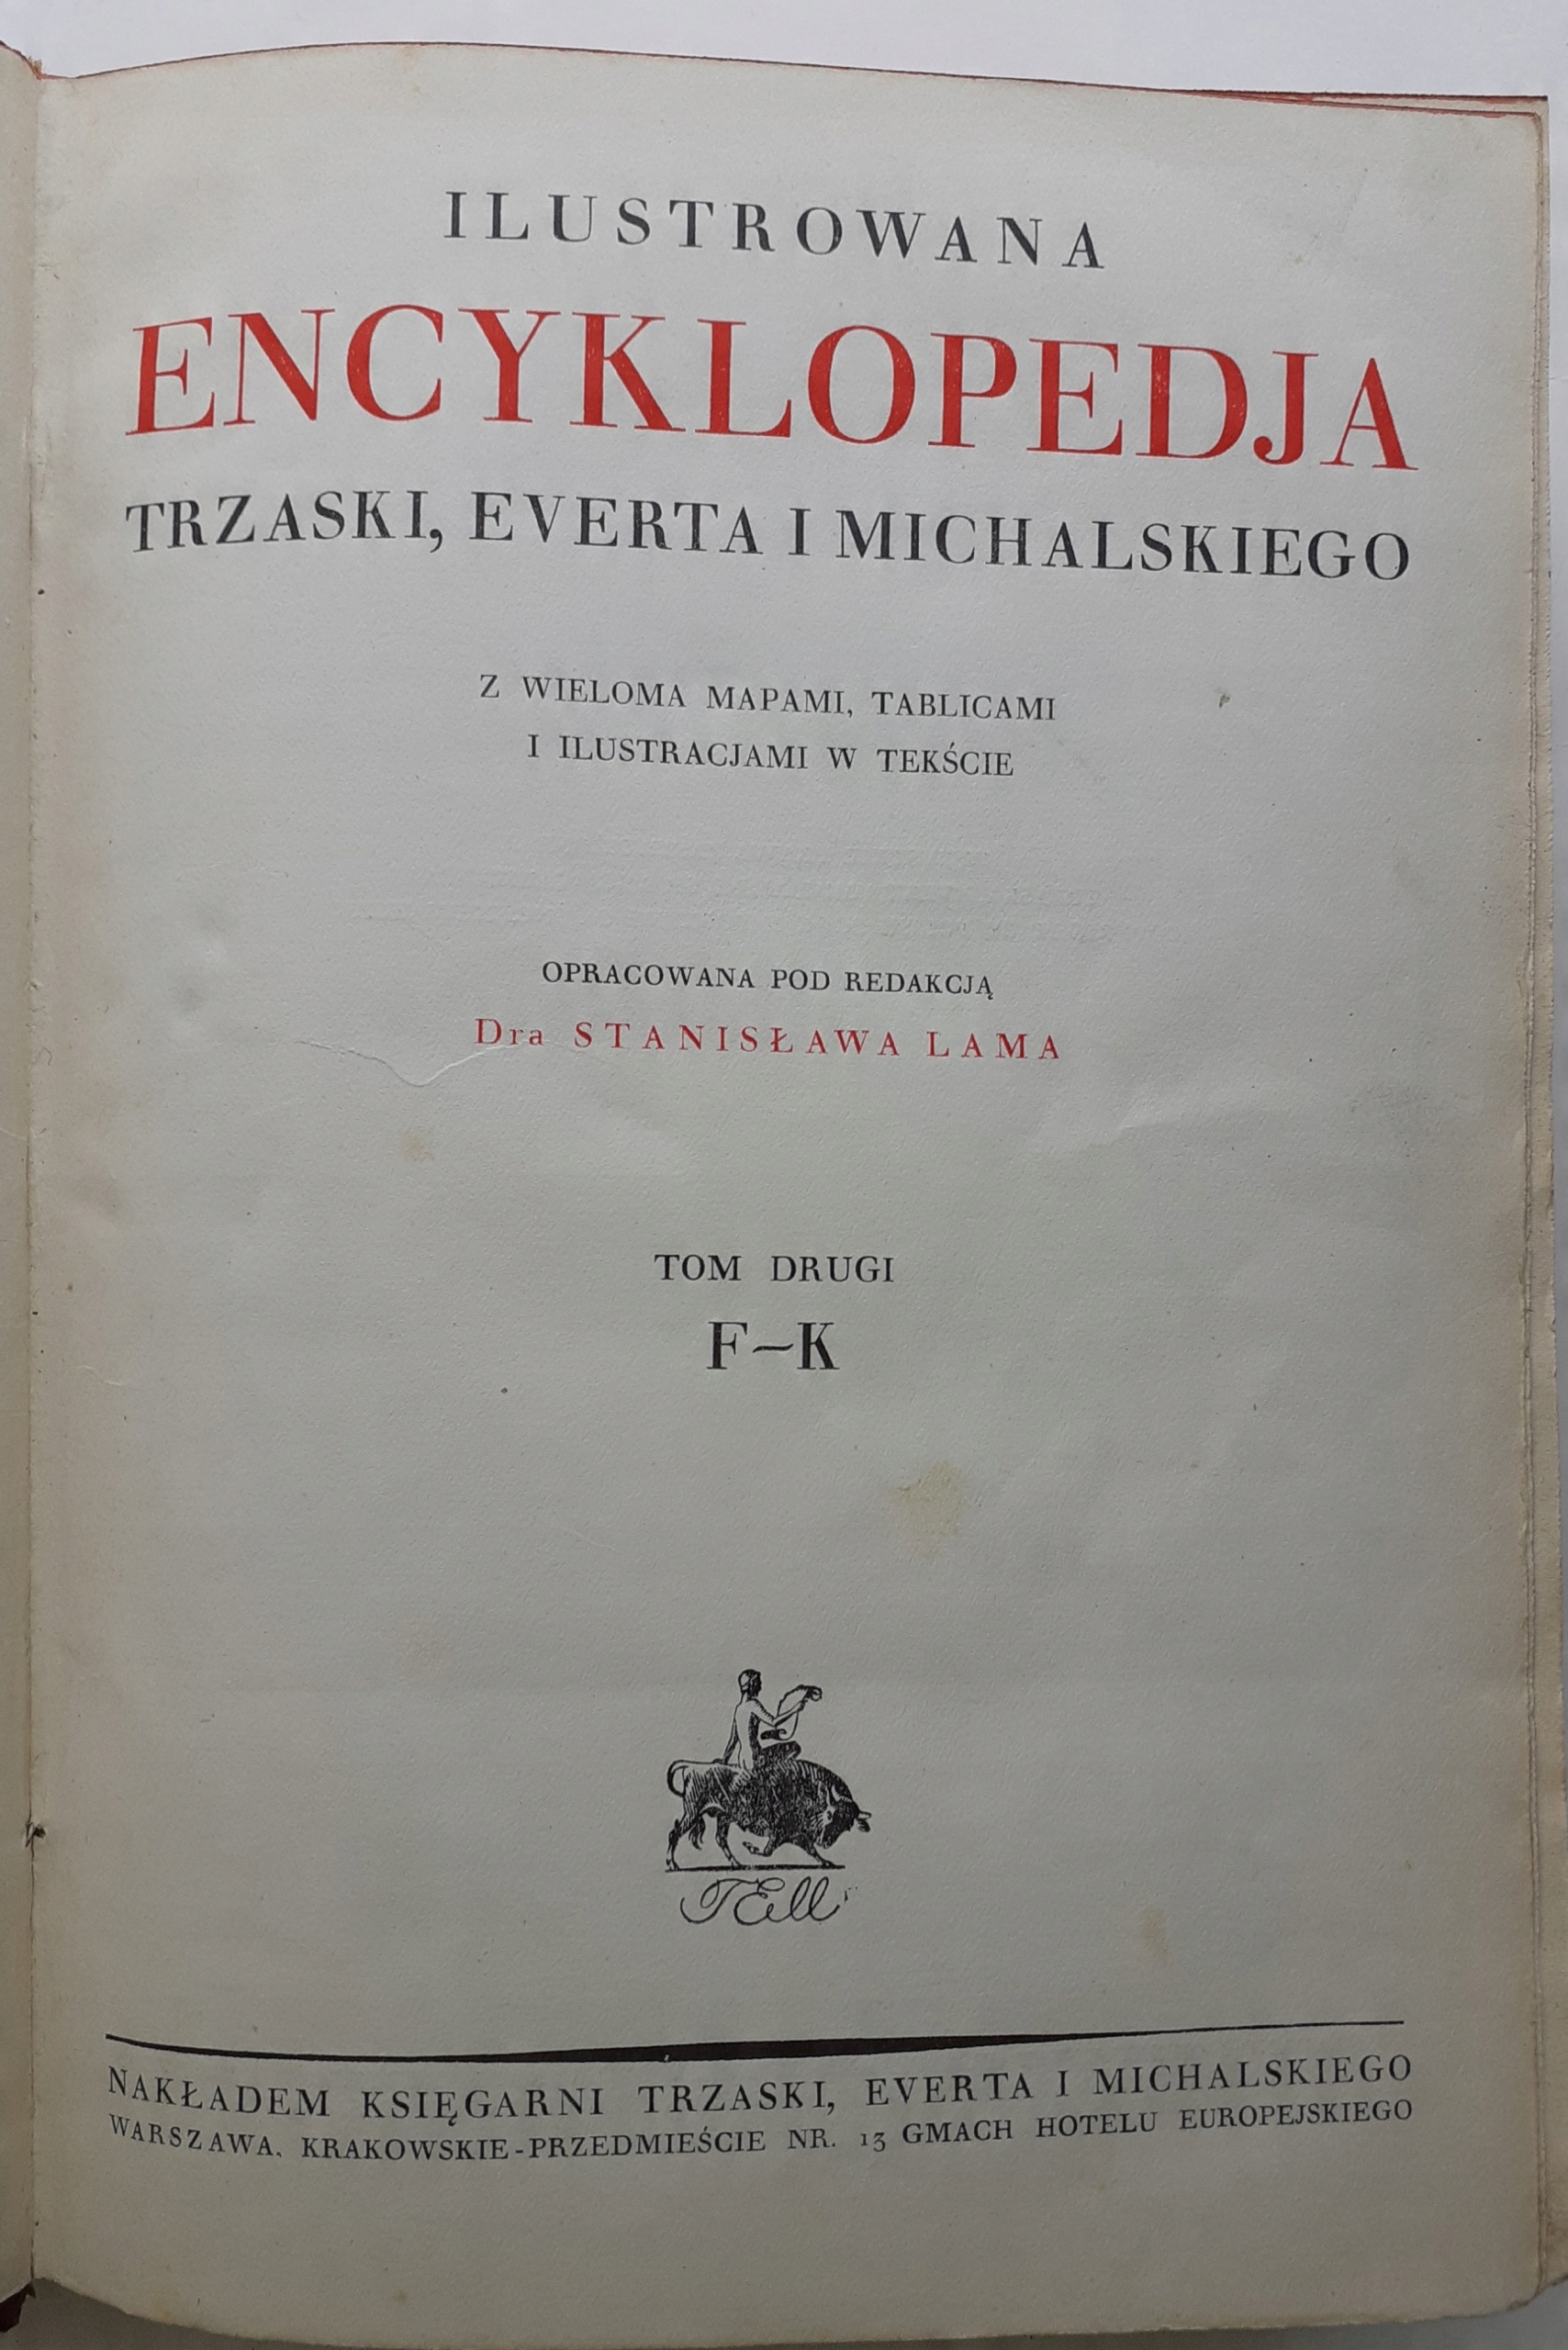 ILUSTROWANA
ENCYKLOPEDJA
TRZASKI, EVERTA I MICHALSKIEGO
Z WIELOMA MAPAMI, TABLICAMI
I ILUSTRACJAMI W TEKŚCIE
OPRACOWANA POD REDAKCJĄ
Dra STANISŁAWA LAMA
TOM DRUGI
F–K
NAKŁADEM KSIĘGARNI TRZASKI, EVERTA I MICHALSKIEGO
WARSZAWA. KRAKOWSKIE-PRZEDMIEŚCIE NR. 13 GMACH HOTELU EUROPEJSKIEGO